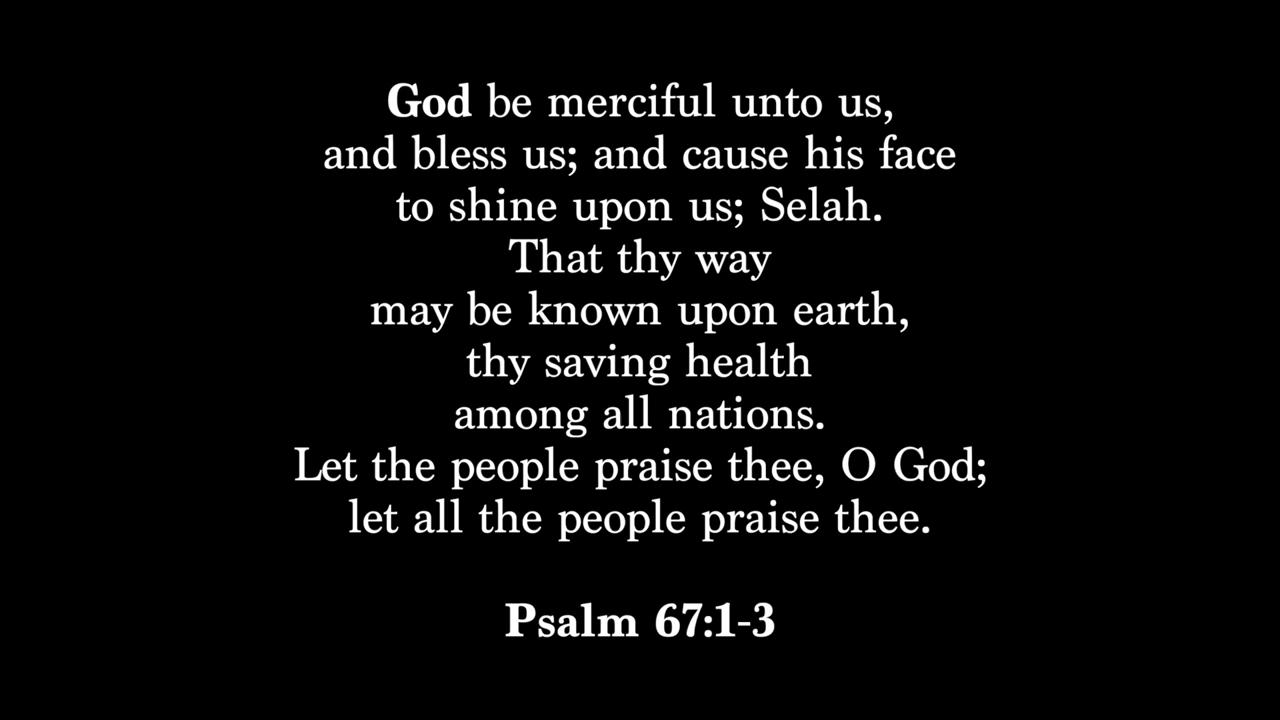 God be merciful unto us,
and bless us; and cause his face
to shine upon us; Selah.
That thy way
may be known upon earth,
thy saving health
among all nations.
Let the people praise thee, O God;
let all the people praise thee.
Psalm 67:1-3